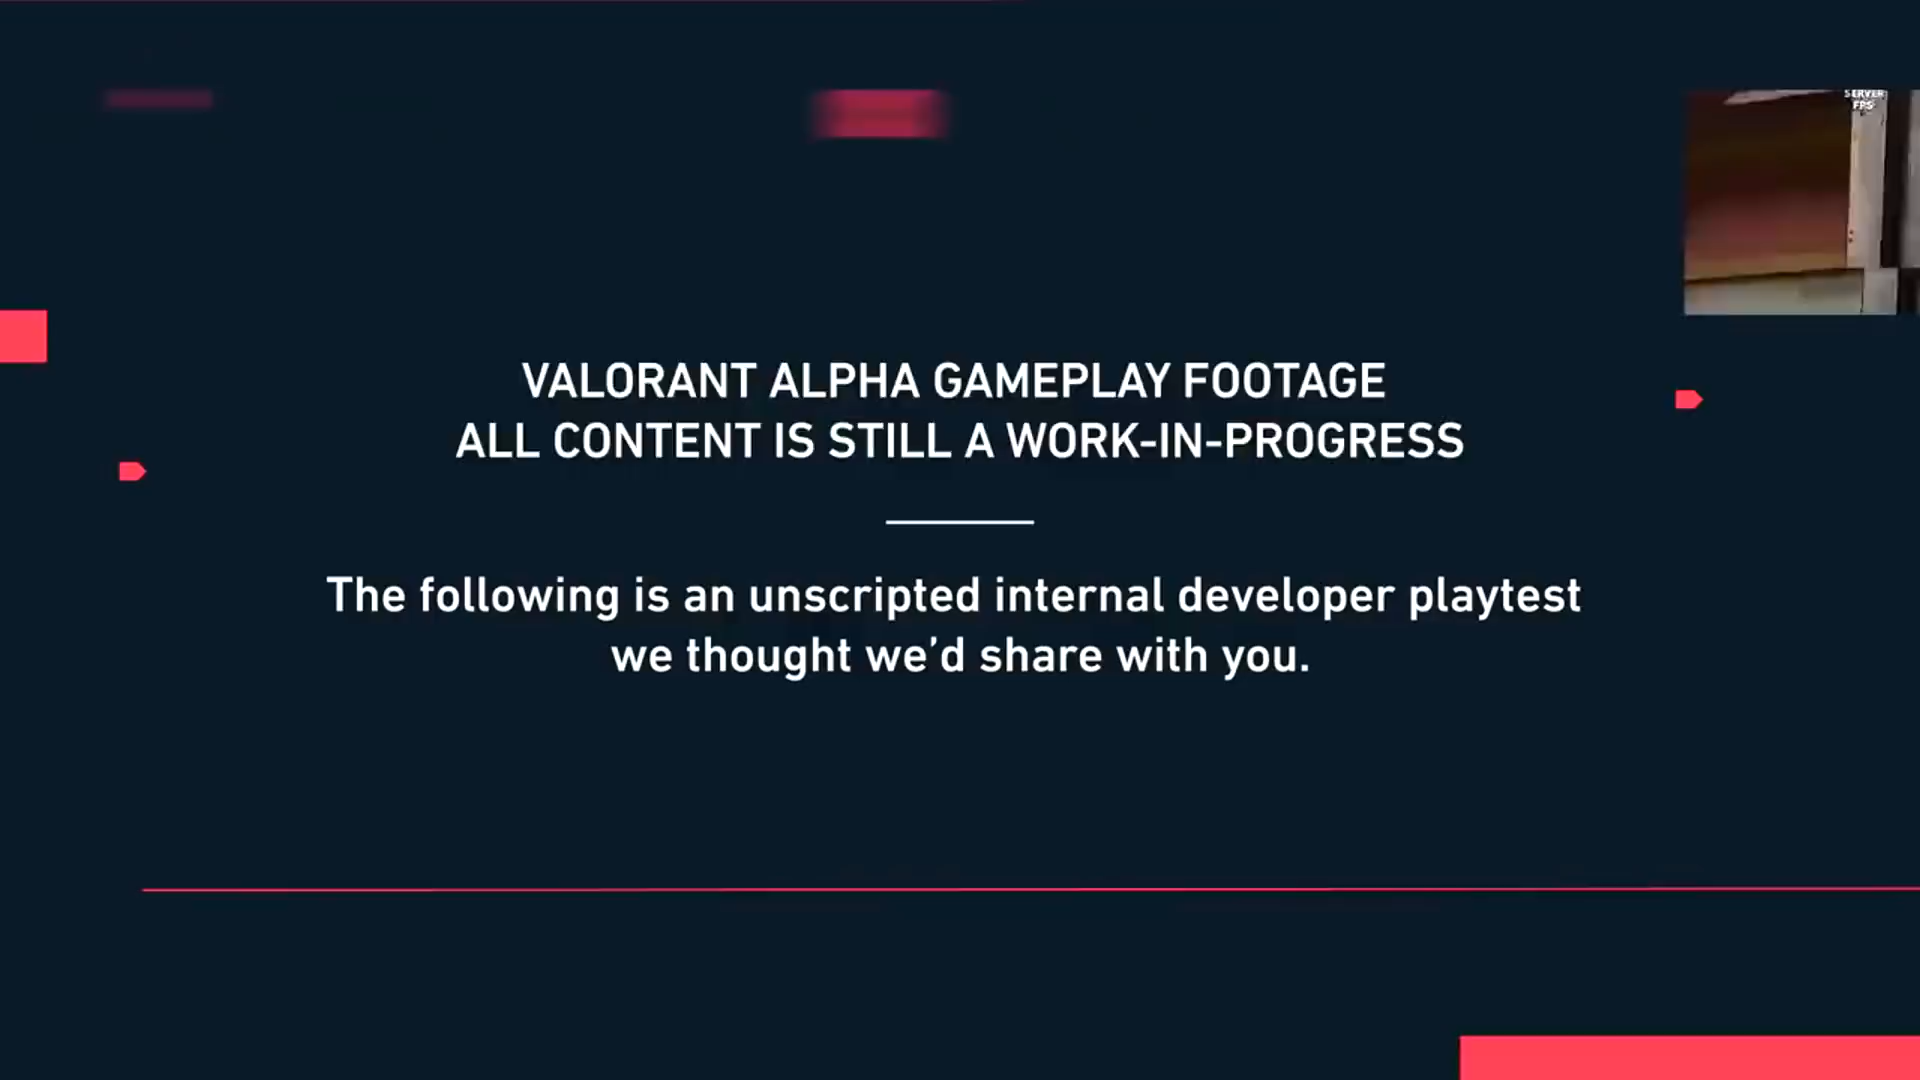 SERVER
FPS
VALORANT ALPHA GAMEPLAY FOOTAGE
ALL CONTENT IS STILL A WORK-IN-PROGRESS
The following is an unscripted internal developer playtest
we thought we’d share with you.